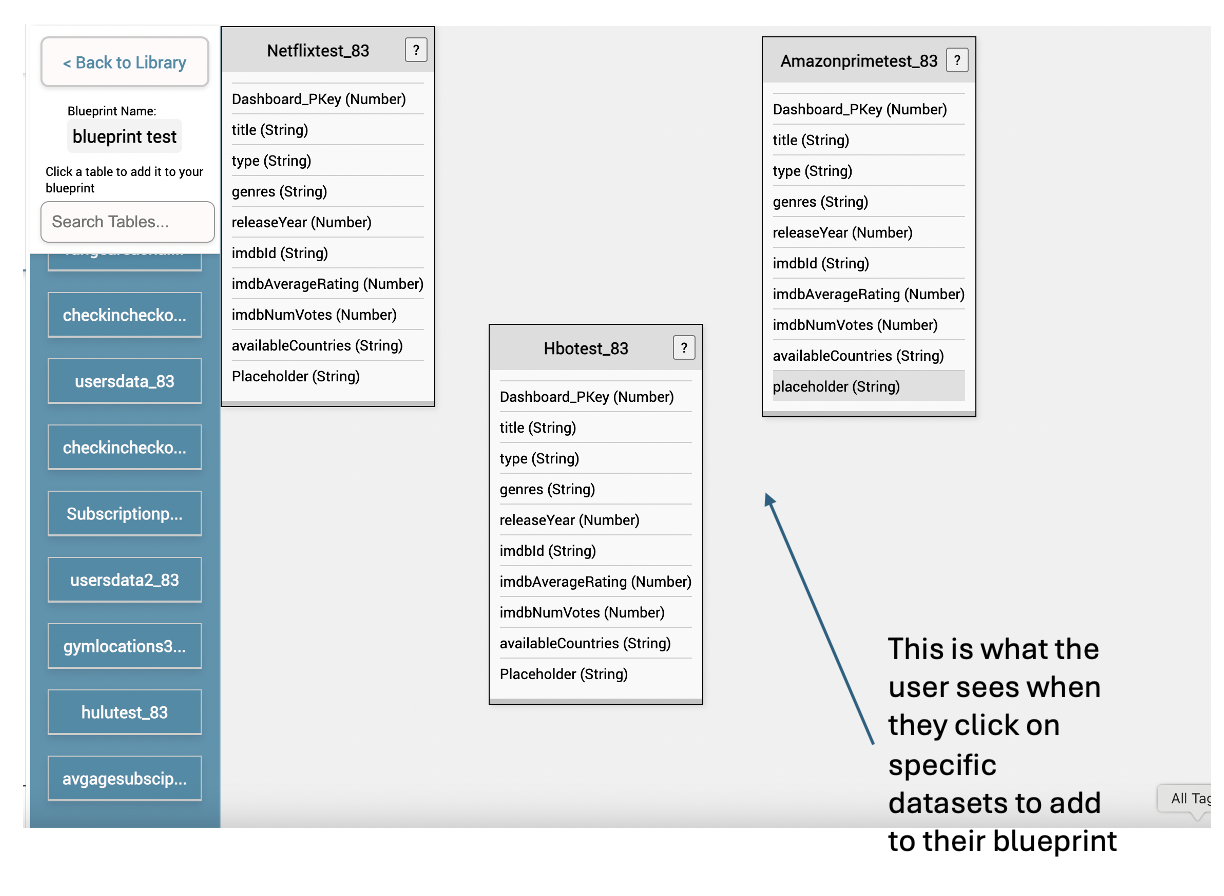 < Back to Library
Blueprint Name:
blueprint test
Click a table to add it to your
blueprint
Search Tables...
checkinchecko...
usersdata_83
checkinchecko...
Subscriptionp...
usersdata2_83
gymlocations3...
hulutest_83
avgagesubscip...
Netflixtest_83
?
Dashboard_PKey (Number)
title (String)
type (String)
genres (String)
releaseYear (Number)
imdbId (String)
imdbAverageRating (Number)
imdbNumVotes (Number)
availableCountries (String)
Placeholder (String)
Hbotest_83
?
Dashboard_PKey (Number)
title (String)
type (String)
genres (String)
releaseYear (Number)
imdbId (String)
imdbAverageRating (Number)
imdbNumVotes (Number)
availableCountries (String)
Placeholder (String)
Amazonprimetest_83
?
Dashboard_PKey (Number)
title (String)
type (String)
genres (String)
releaseYear (Number)
imdbId (String)
imdbAverageRating (Number)
imdbNumVotes (Number)
availableCountries (String)
placeholder (String)
This is what the
user sees when
they click on
specific
datasets to add
to their blueprint
All Tag